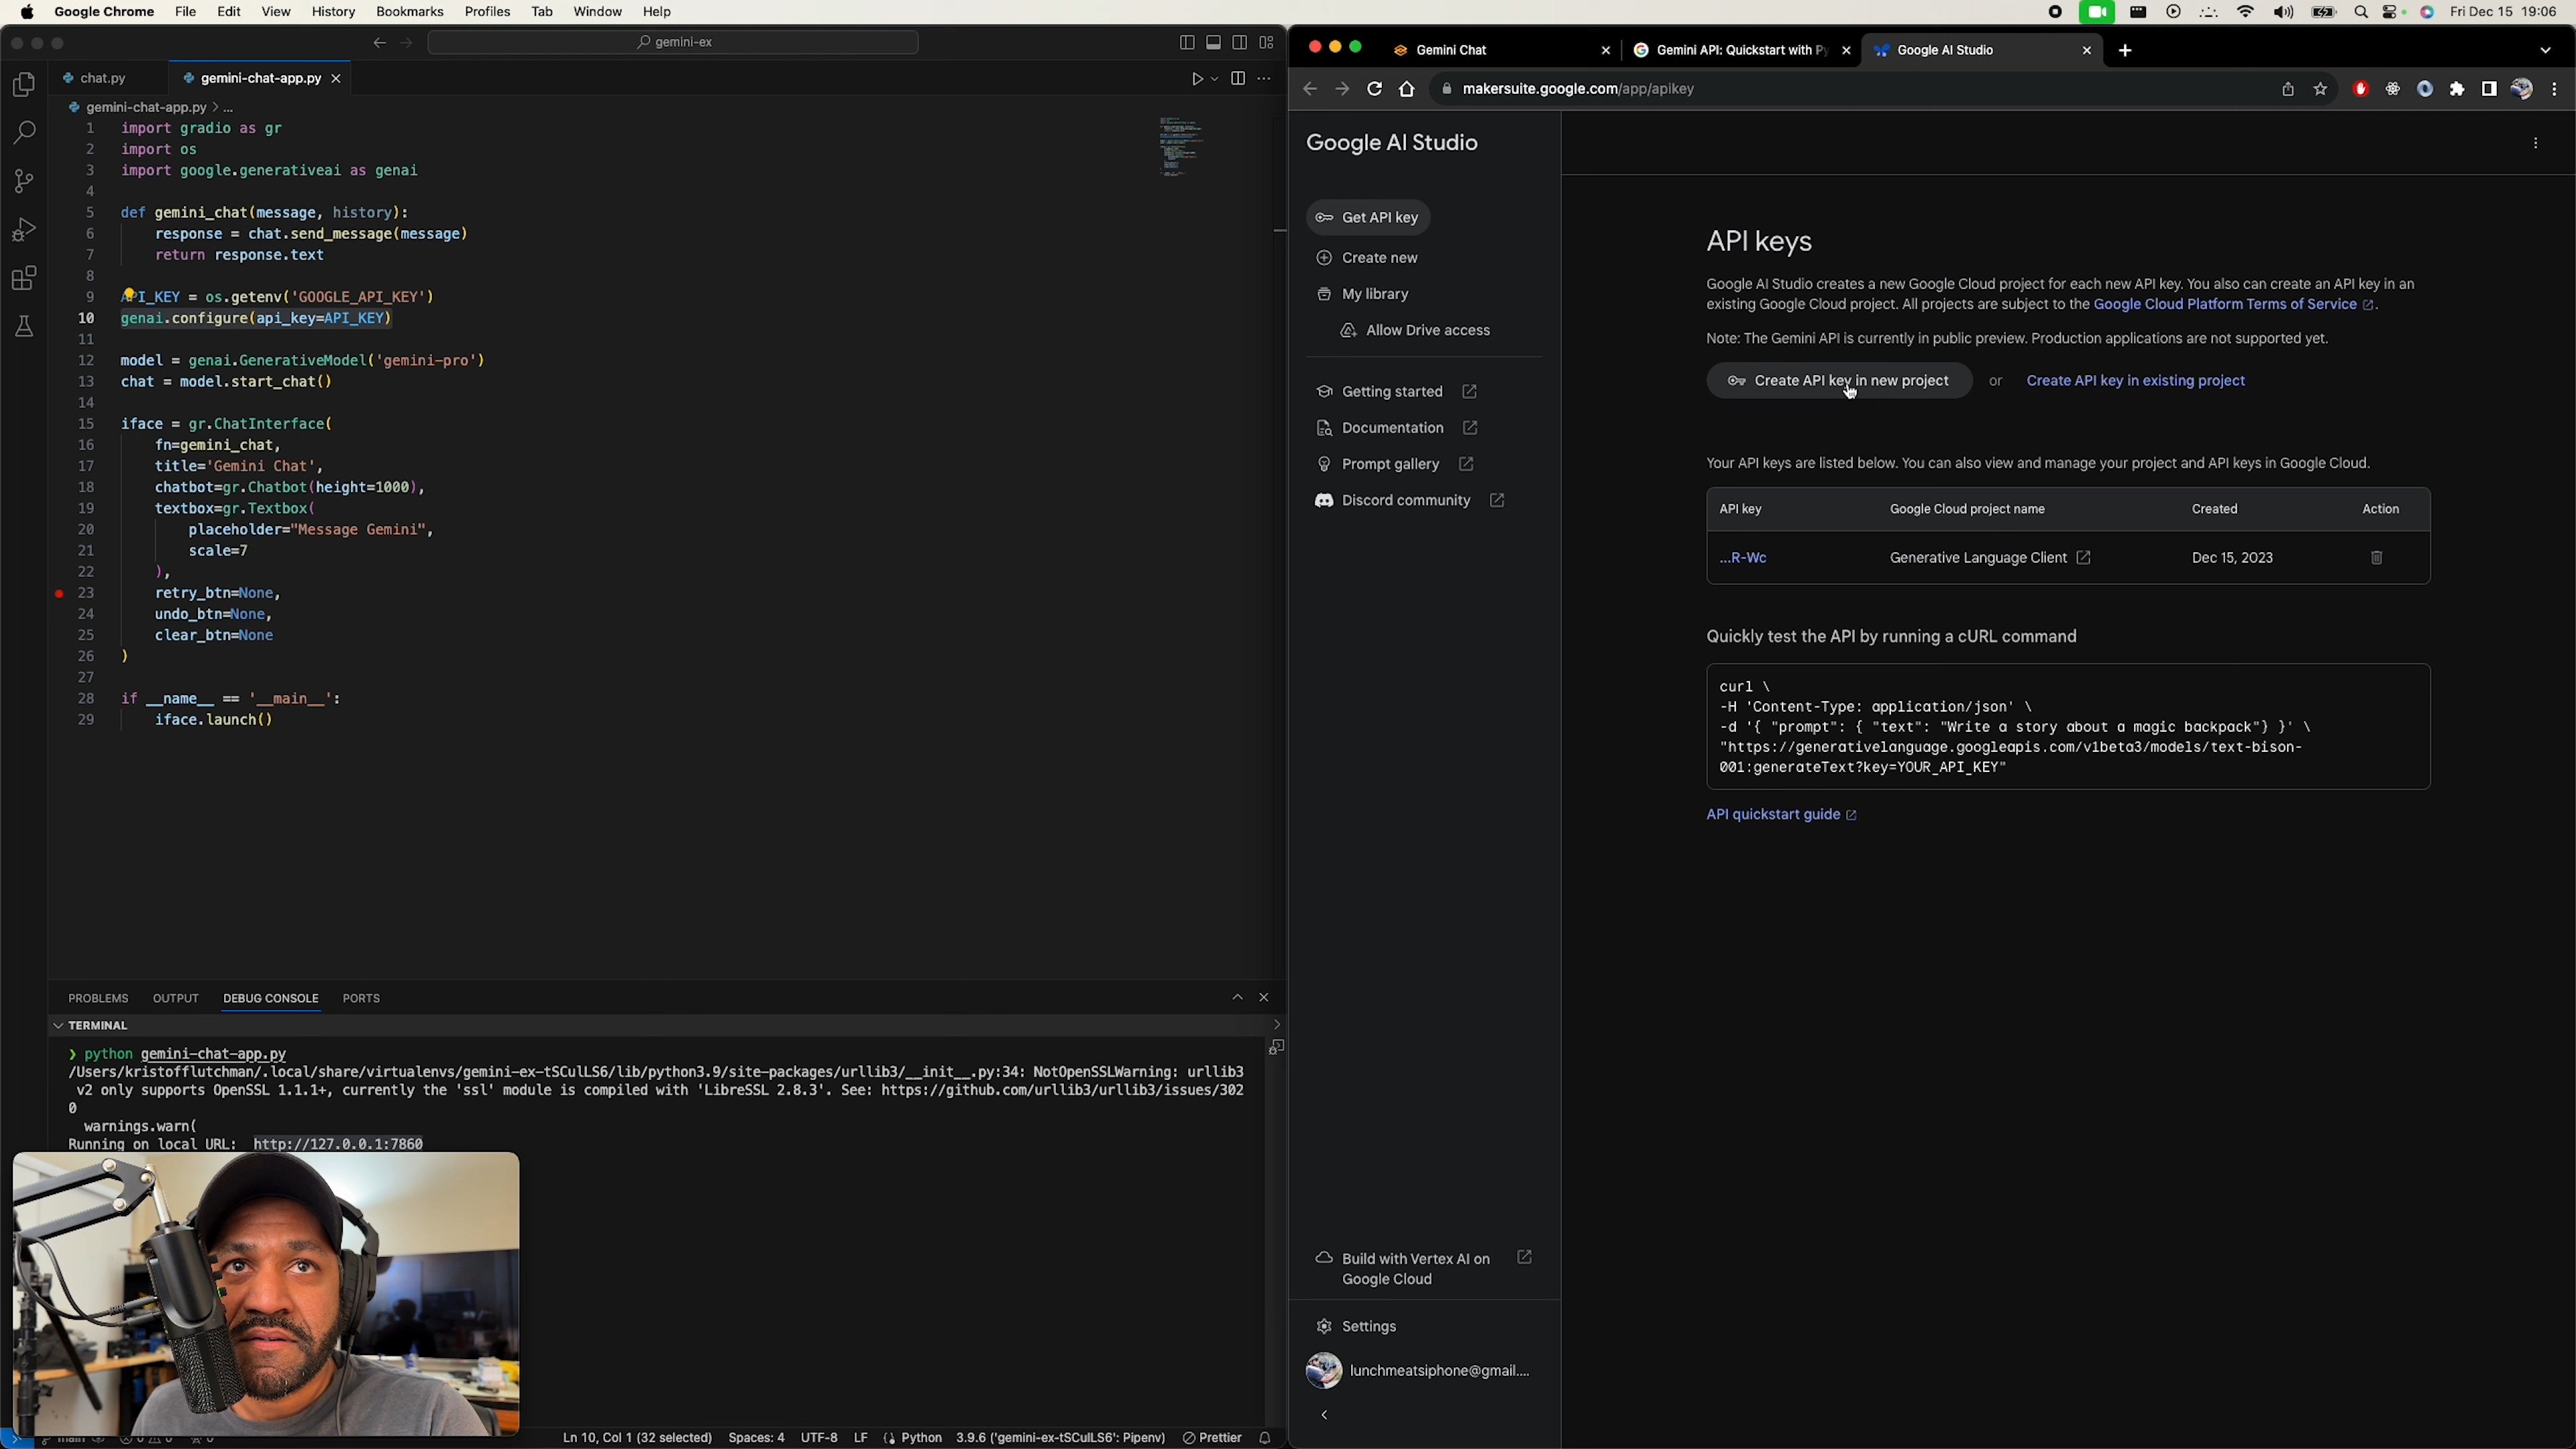 Google Chrome File Edit View History Bookmarks Profiles Tab Window Help
Fri Dec 15 19:06
gemini-ex
chat.py
gemini-chat-app.py
gemini-chat-app.py > ...
1 import gradio as gr
2 import os
3 import google.generativeai as genai
4
5 def gemini_chat(message, history):
6 response = chat.send_message(message)
7 return response.text
8
9 API_KEY = os.getenv('GOOGLE_API_KEY')
10 genai.configure(api_key=API_KEY)
11
12 model = genai.GenerativeModel('gemini-pro')
13 chat = model.start_chat()
14
15 iface = gr.ChatInterface(
16 fn=gemini_chat,
17 title='Gemini Chat',
18 chatbot=gr.Chatbot(height=1000),
19 textbox=gr.Textbox(
20 placeholder="Message Gemini",
21 scale=7
22 ),
23 retry_btn=None,
24 undo_btn=None,
25 clear_btn=None
26 )
27
28 if __name__ == '__main__':
29 iface.launch()
PROBLEMS OUTPUT DEBUG CONSOLE PORTS
TERMINAL
❯ python gemini-chat-app.py
/Users/kristofflutchman/.local/share/virtualenvs/gemini-ex-tSCulLS6/lib/python3.9/site-packages/urllib3/__init__.py:34: NotOpenSSLWarning: urllib3
v2 only supports OpenSSL 1.1.1+, currently the 'ssl' module is compiled with 'LibreSSL 2.8.3'. See: https://github.com/urllib3/urllib3/issues/302
0
warnings.warn(
Running on local URL: http://127.0.0.1:7860
Ln 10, Col 1 (32 selected) Spaces: 4 UTF-8 LF Python 3.9.6 ('gemini-ex-tSCulLS6': Pipenv) Prettier
Gemini Chat
Gemini API: Quickstart with Py
Google AI Studio
makersuite.google.com/app/apikey
Google AI Studio
Get API key
Create new
My library
Allow Drive access
Getting started
Documentation
Prompt gallery
Discord community
Build with Vertex AI on
Google Cloud
Settings
lunchmeatsiphone@gmail....
API keys
Google AI Studio creates a new Google Cloud project for each new API key. You also can create an API key in an
existing Google Cloud project. All projects are subject to the Google Cloud Platform Terms of Service .
Note: The Gemini API is currently in public preview. Production applications are not supported yet.
Create API key in new project or Create API key in existing project
Your API keys are listed below. You can also view and manage your project and API keys in Google Cloud.
API key Google Cloud project name Created Action
...R-Wc Generative Language Client Dec 15, 2023
Quickly test the API by running a cURL command
curl \
-H 'Content-Type: application/json' \
-d '{ "prompt": { "text": "Write a story about a magic backpack"} }' \
"https://generativelanguage.googleapis.com/v1beta3/models/text-bison-
001:generateText?key=YOUR_API_KEY"
API quickstart guide